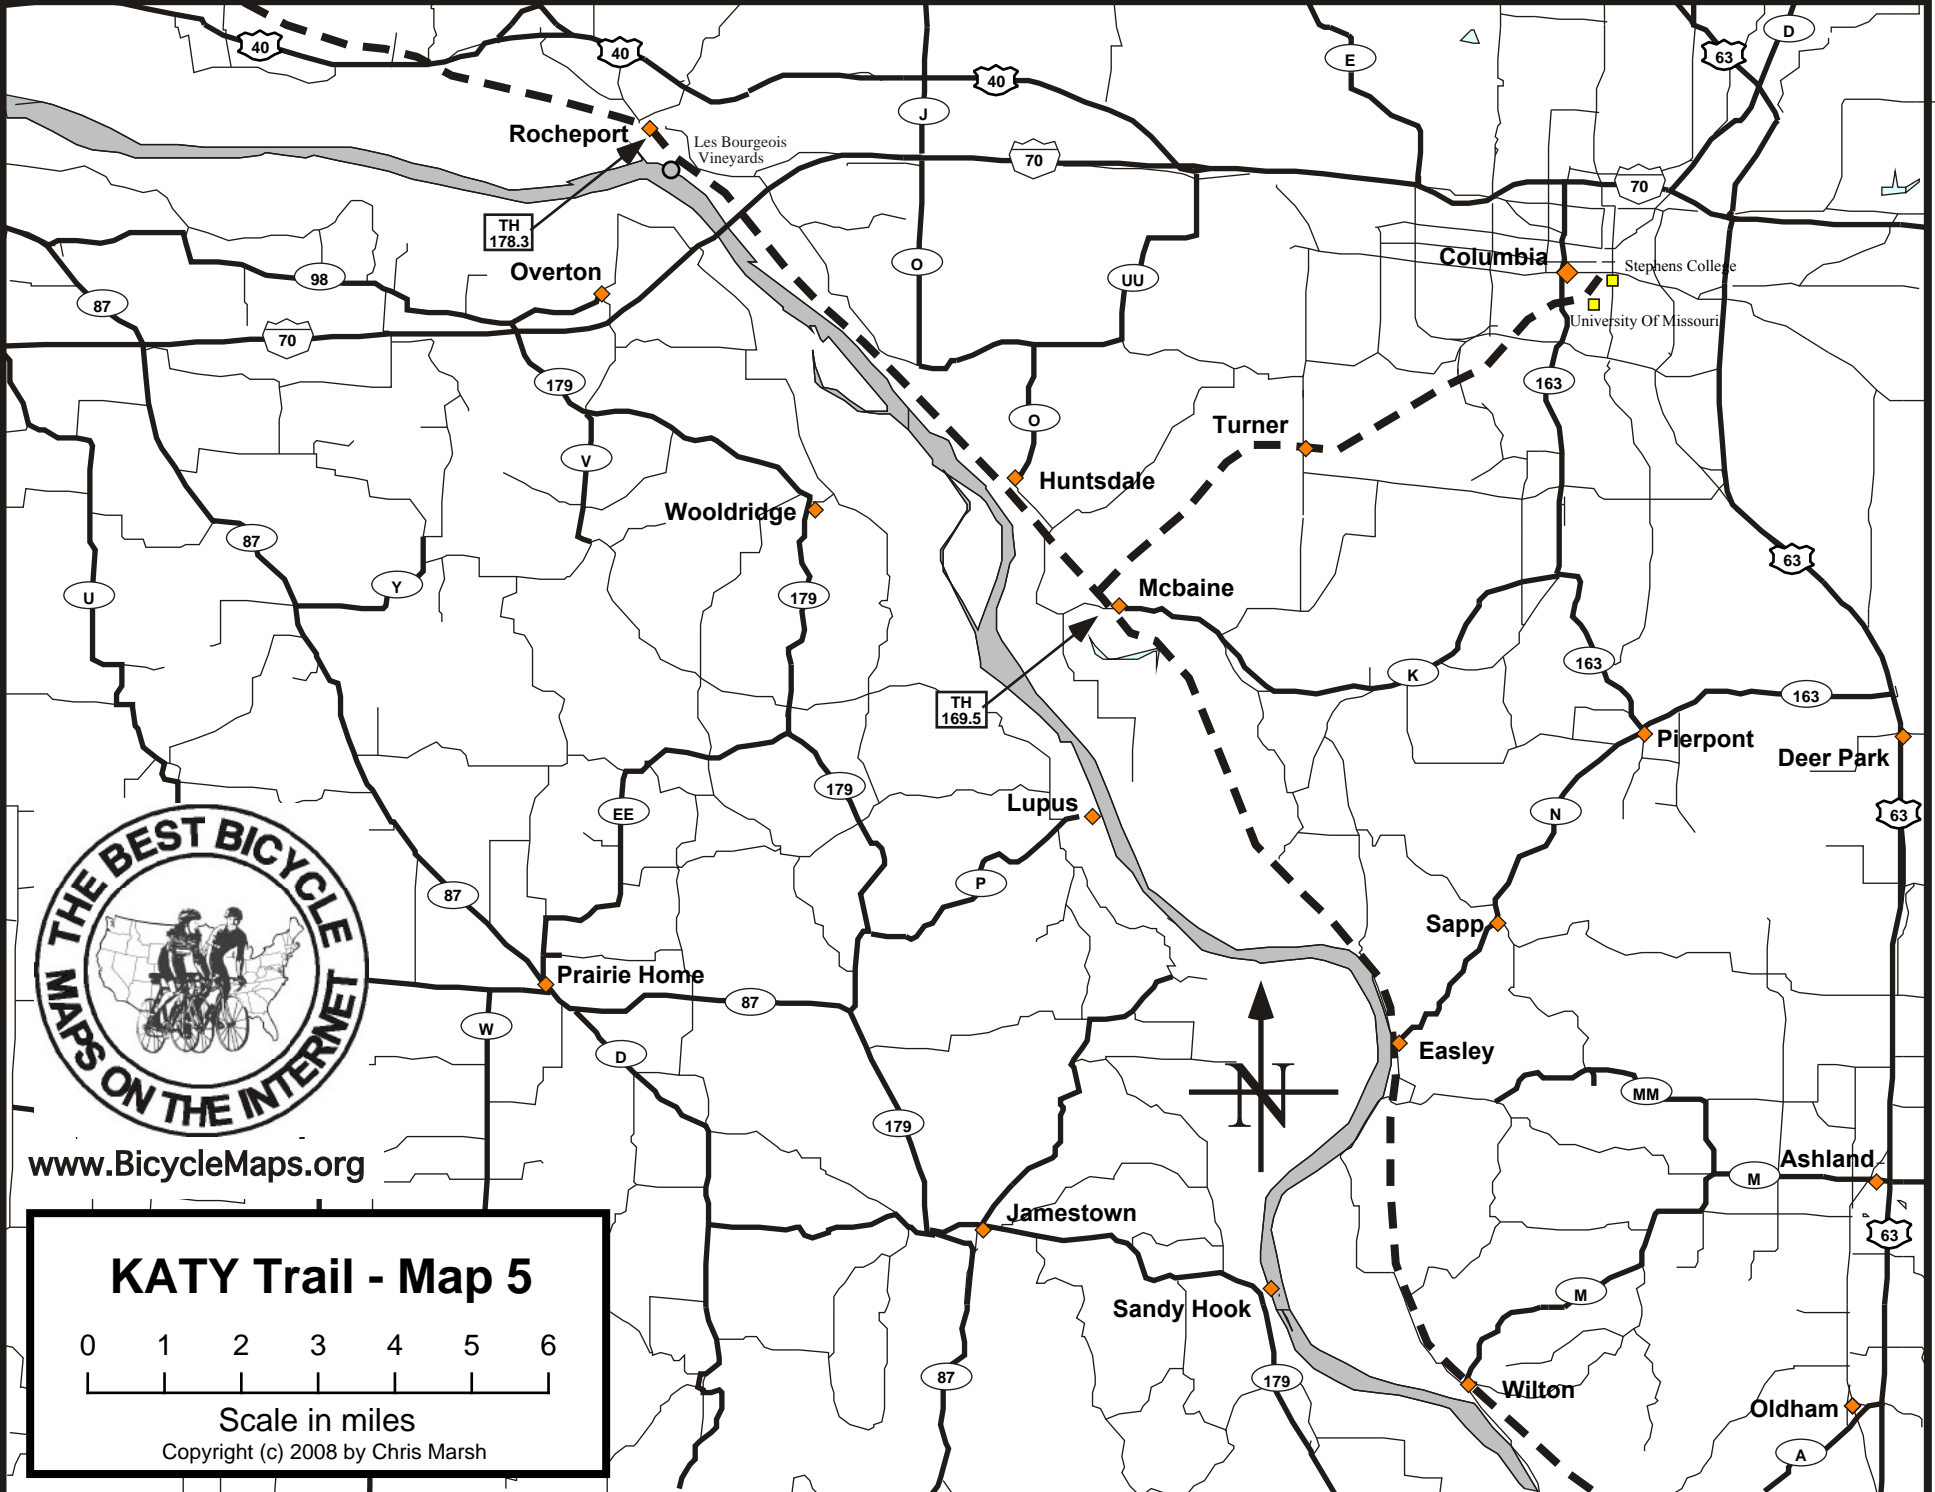 40
40
40
E
63
D
J
Rocheport
Les Bourgeois
Vineyards
70
70
TH
178.3
Overton
98
87
O
UU
Columbia
Stephens College
University Of Missouri
70
179
163
O
Turner
V
Huntsdale
Wooldridge
87
63
Y
U
179
Mcbaine
163
K
TH
169.5
163
Pierpont
Deer Park
179
EE
Lupus
N
63
P
87
Sapp
Prairie Home
87
W
D
Easley
N
MM
179
M
Ashland
THE BEST BICYCLE
MAPS ON THE INTERNET
www.BicycleMaps.org
Jamestown
63
M
Sandy Hook
KATY Trail - Map 5
0 1 2 3 4 5 6
Scale in miles
Copyright (c) 2008 by Chris Marsh
87
179
Wilton
Oldham
A